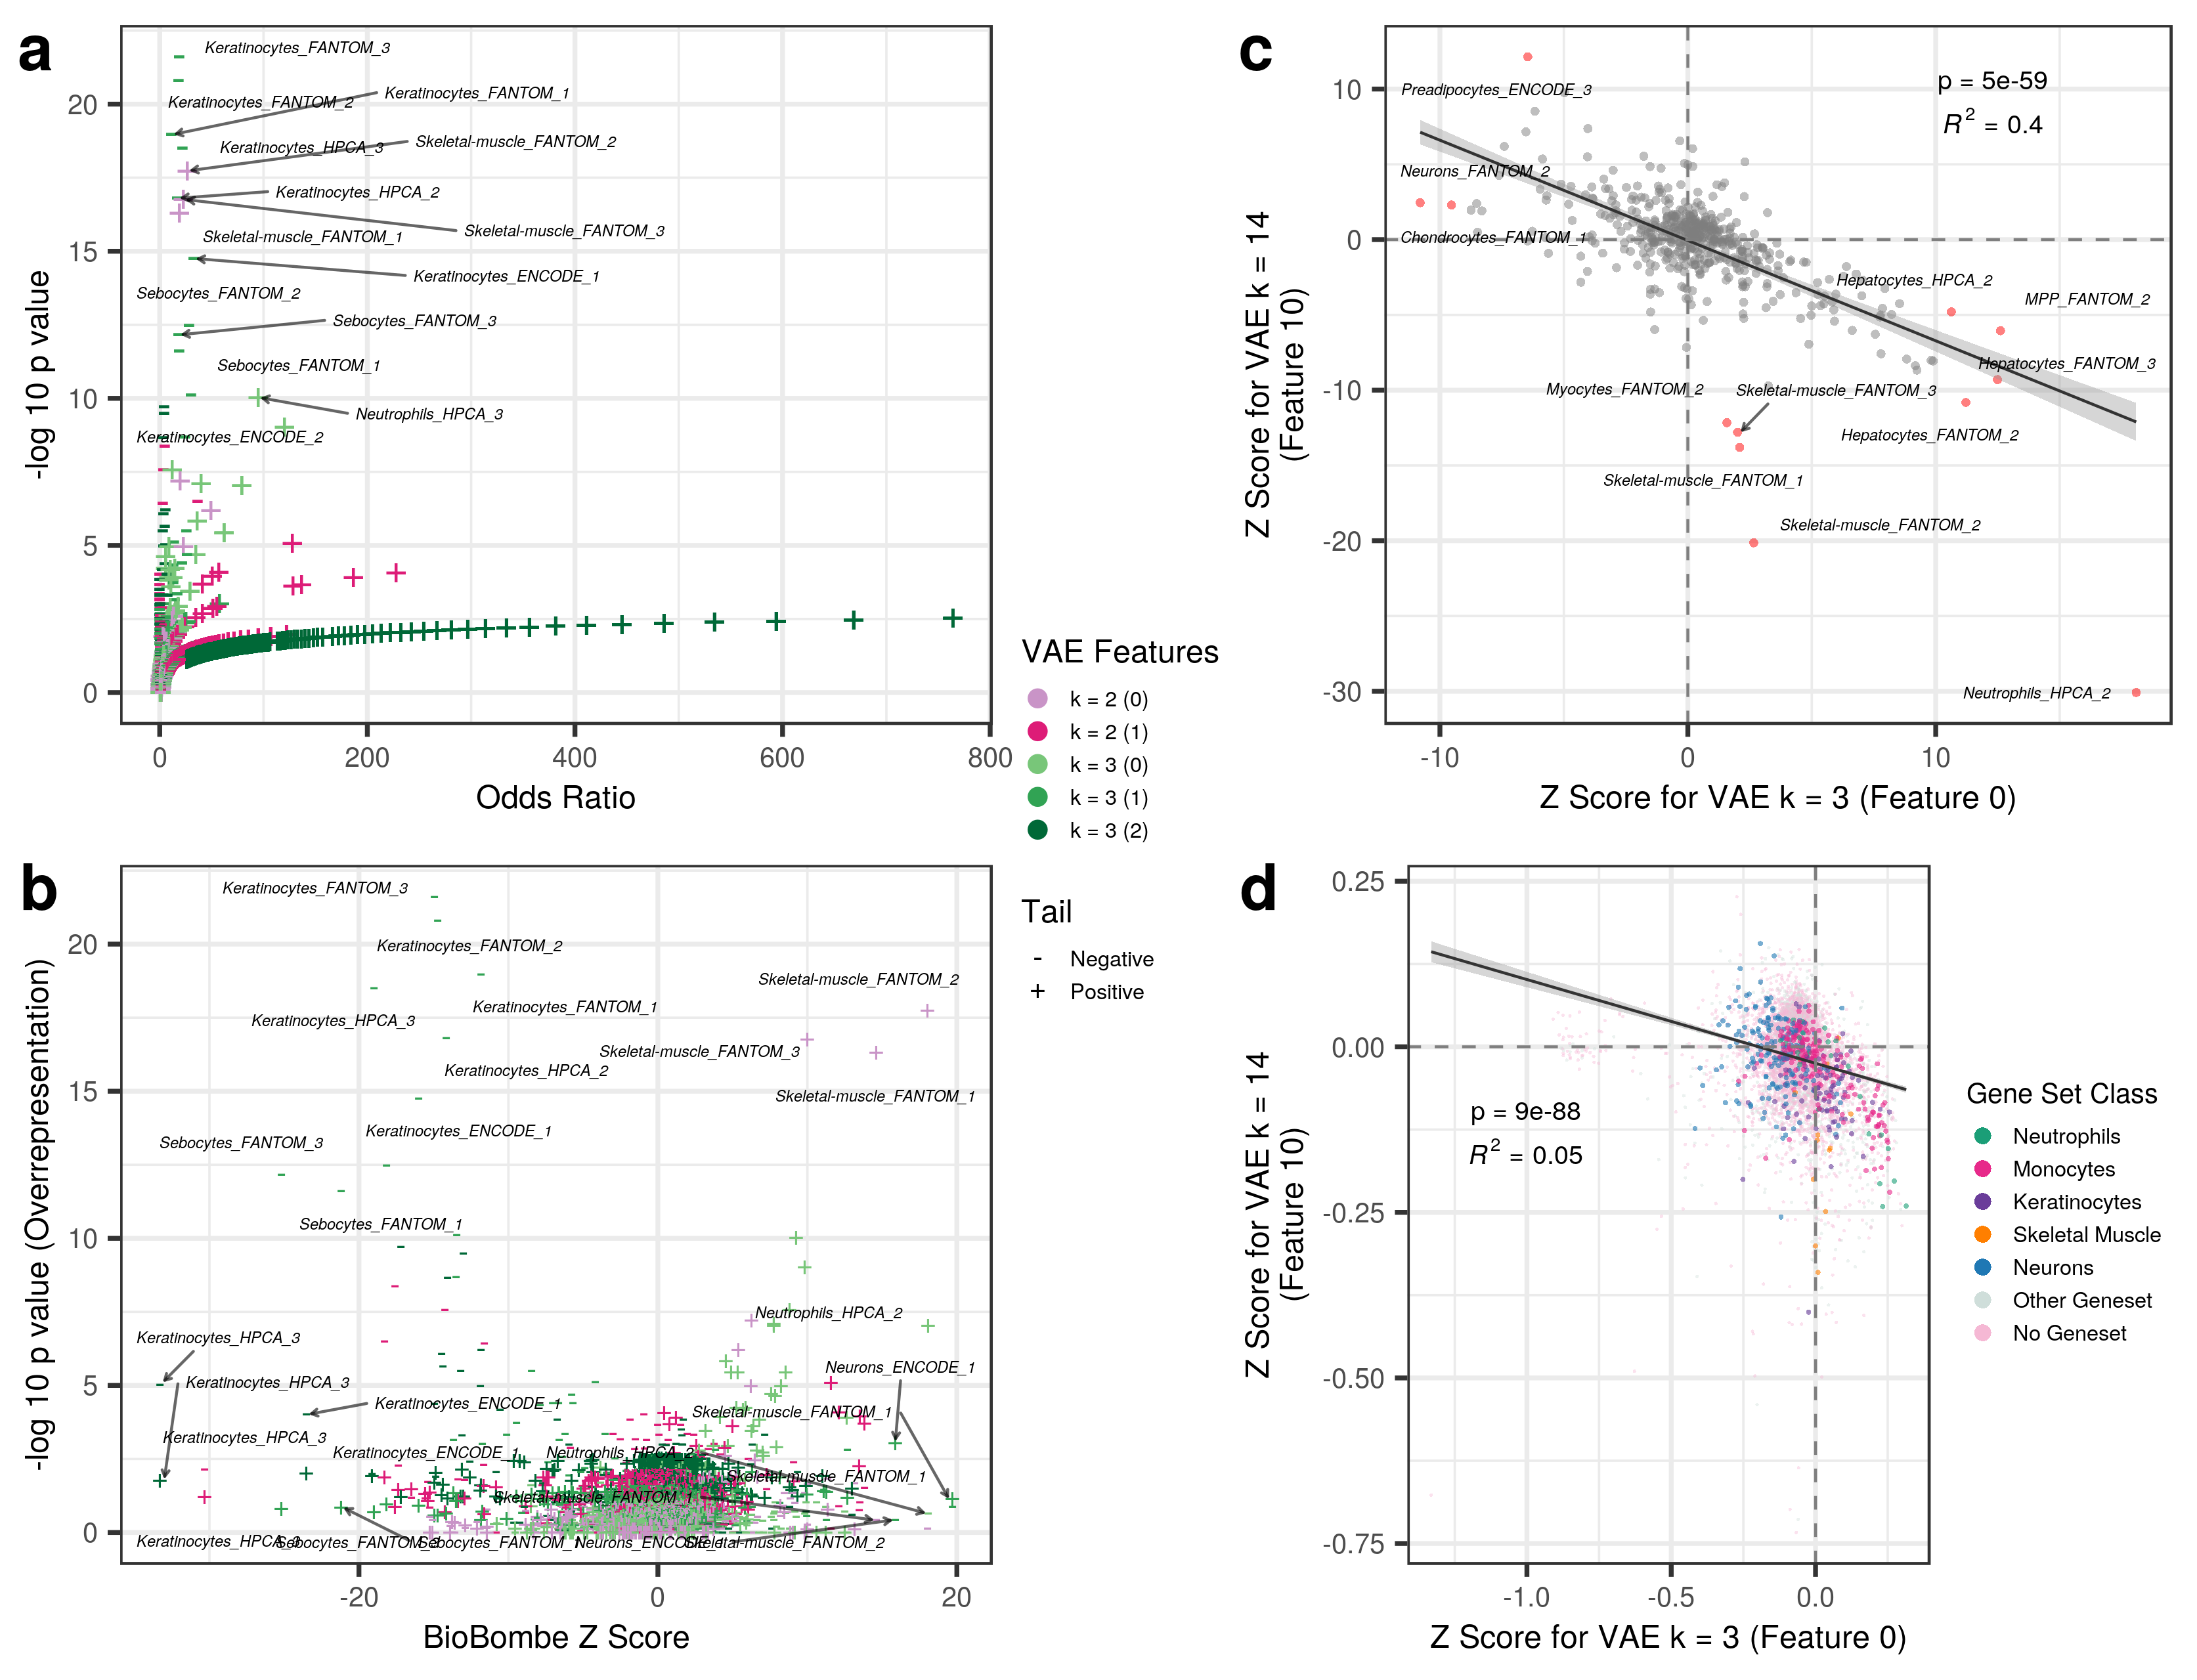 a
Keratinocytes_FANTOM_3
Keratinocytes_FANTOM_1
Keratinocytes_FANTOM_2
Skeletal-muscle_FANTOM_2
Keratinocytes_HPCA_3
Keratinocytes_HPCA_2
Skeletal-muscle_FANTOM_3
Skeletal-muscle_FANTOM_1
Keratinocytes_ENCODE_1
Sebocytes_FANTOM_2
Sebocytes_FANTOM_3
Sebocytes_FANTOM_1
Neutrophils_HPCA_3
Keratinocytes_ENCODE_2
20
15
10
5
0
-log 10 p value
0 200 400 600 800
Odds Ratio
VAE Features
k = 2 (0)
k = 2 (1)
k = 3 (0)
k = 3 (1)
k = 3 (2)
Tail
- Negative
+ Positive
b
Keratinocytes_FANTOM_3
Keratinocytes_FANTOM_2
Skeletal-muscle_FANTOM_2
Keratinocytes_FANTOM_1
Keratinocytes_HPCA_3
Skeletal-muscle_FANTOM_3
Keratinocytes_HPCA_2
Skeletal-muscle_FANTOM_1
Keratinocytes_ENCODE_1
Sebocytes_FANTOM_3
Sebocytes_FANTOM_1
Neutrophils_HPCA_2
Keratinocytes_HPCA_3
Neurons_ENCODE_1
Keratinocytes_HPCA_3
Keratinocytes_ENCODE_1
Skeletal-muscle_FANTOM_1
Keratinocytes_HPCA_3
Keratinocytes_ENCODE_1
Neutrophils_HPCA_2
Skeletal-muscle_FANTOM_1
Skeletal-muscle_FANTOM_1
Keratinocytes_HPCA_3
Sebocytes_FANTOM_3
Sebocytes_FANTOM_1
Neurons_ENCODE_1
Skeletal-muscle_FANTOM_2
20
15
10
5
0
-log 10 p value (Overrepresentation)
-20 0 20
BioBombe Z Score
c
p = 5e-59
R² = 0.4
Preadipocytes_ENCODE_3
Neurons_FANTOM_2
Chondrocytes_FANTOM_1
Hepatocytes_HPCA_2
MPP_FANTOM_2
Hepatocytes_FANTOM_3
Myocytes_FANTOM_2
Skeletal-muscle_FANTOM_3
Hepatocytes_FANTOM_2
Skeletal-muscle_FANTOM_1
Skeletal-muscle_FANTOM_2
Neutrophils_HPCA_2
10
0
-10
-20
-30
Z Score for VAE k = 14
(Feature 10)
-10 0 10
Z Score for VAE k = 3 (Feature 0)
d
p = 9e-88
R² = 0.05
0.25
0.00
-0.25
-0.50
-0.75
Z Score for VAE k = 14
(Feature 10)
-1.0 -0.5 0.0
Z Score for VAE k = 3 (Feature 0)
Gene Set Class
Neutrophils
Monocytes
Keratinocytes
Skeletal Muscle
Neurons
Other Geneset
No Geneset